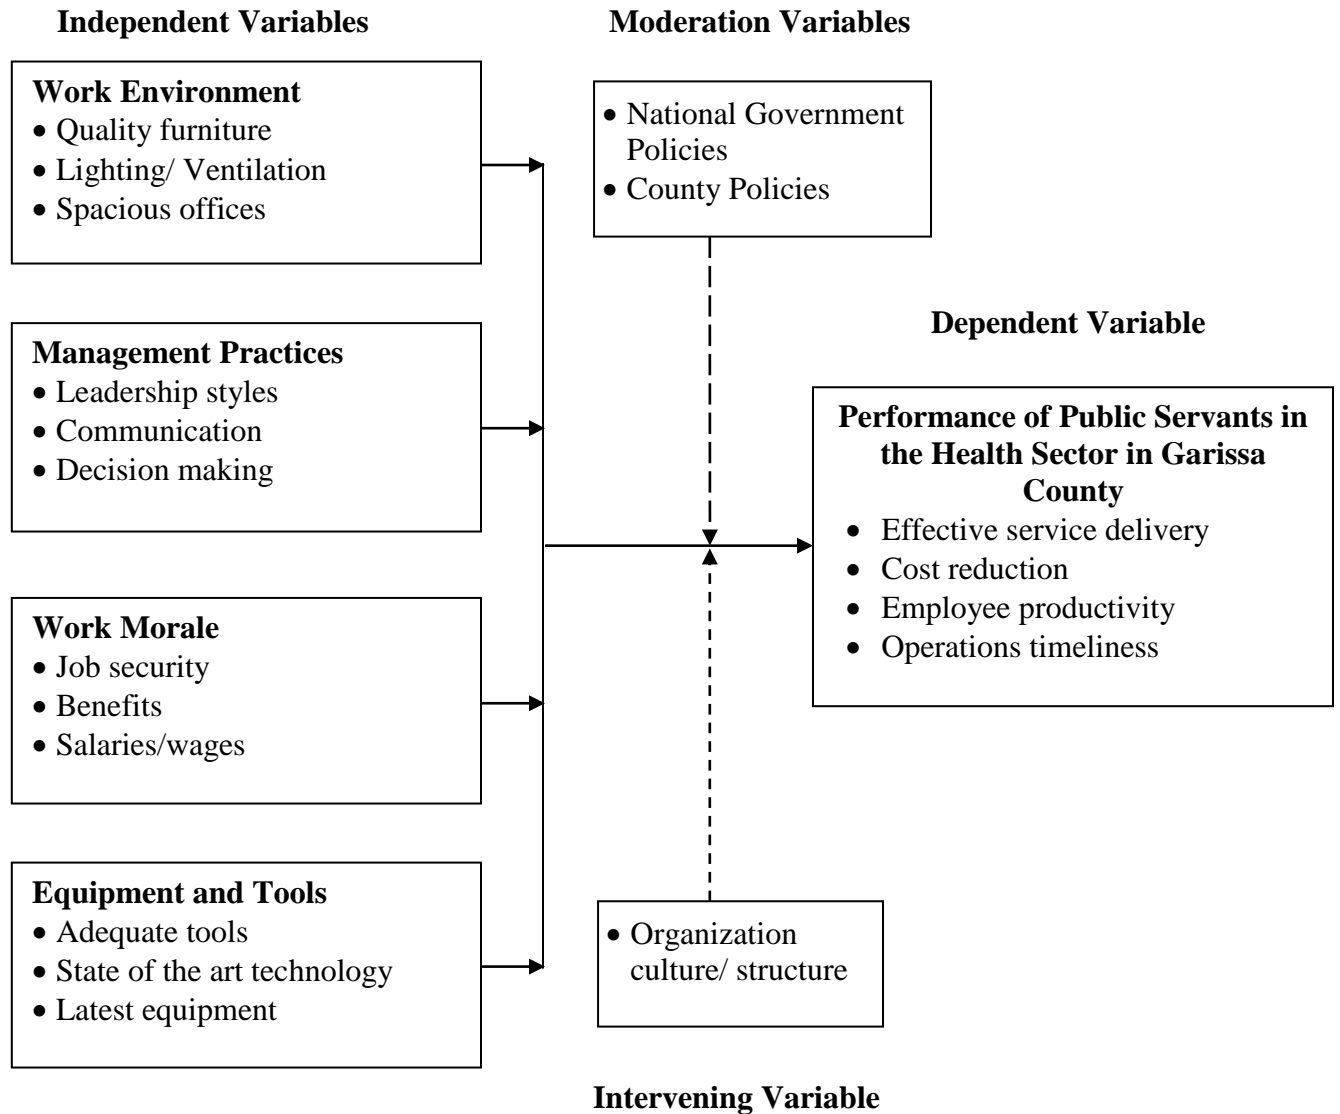 Independent Variables
Work Environment
• Quality furniture
• Lighting/ Ventilation
• Spacious offices
Management Practices
• Leadership styles
• Communication
• Decision making
Work Morale
• Job security
• Benefits
• Salaries/wages
Equipment and Tools
• Adequate tools
• State of the art technology
• Latest equipment
Moderation Variables
• National Government
Policies
• County Policies
• Organization
culture/ structure
Intervening Variable
Dependent Variable
Performance of Public Servants in
the Health Sector in Garissa
County
• Effective service delivery
• Cost reduction
• Employee productivity
• Operations timeliness